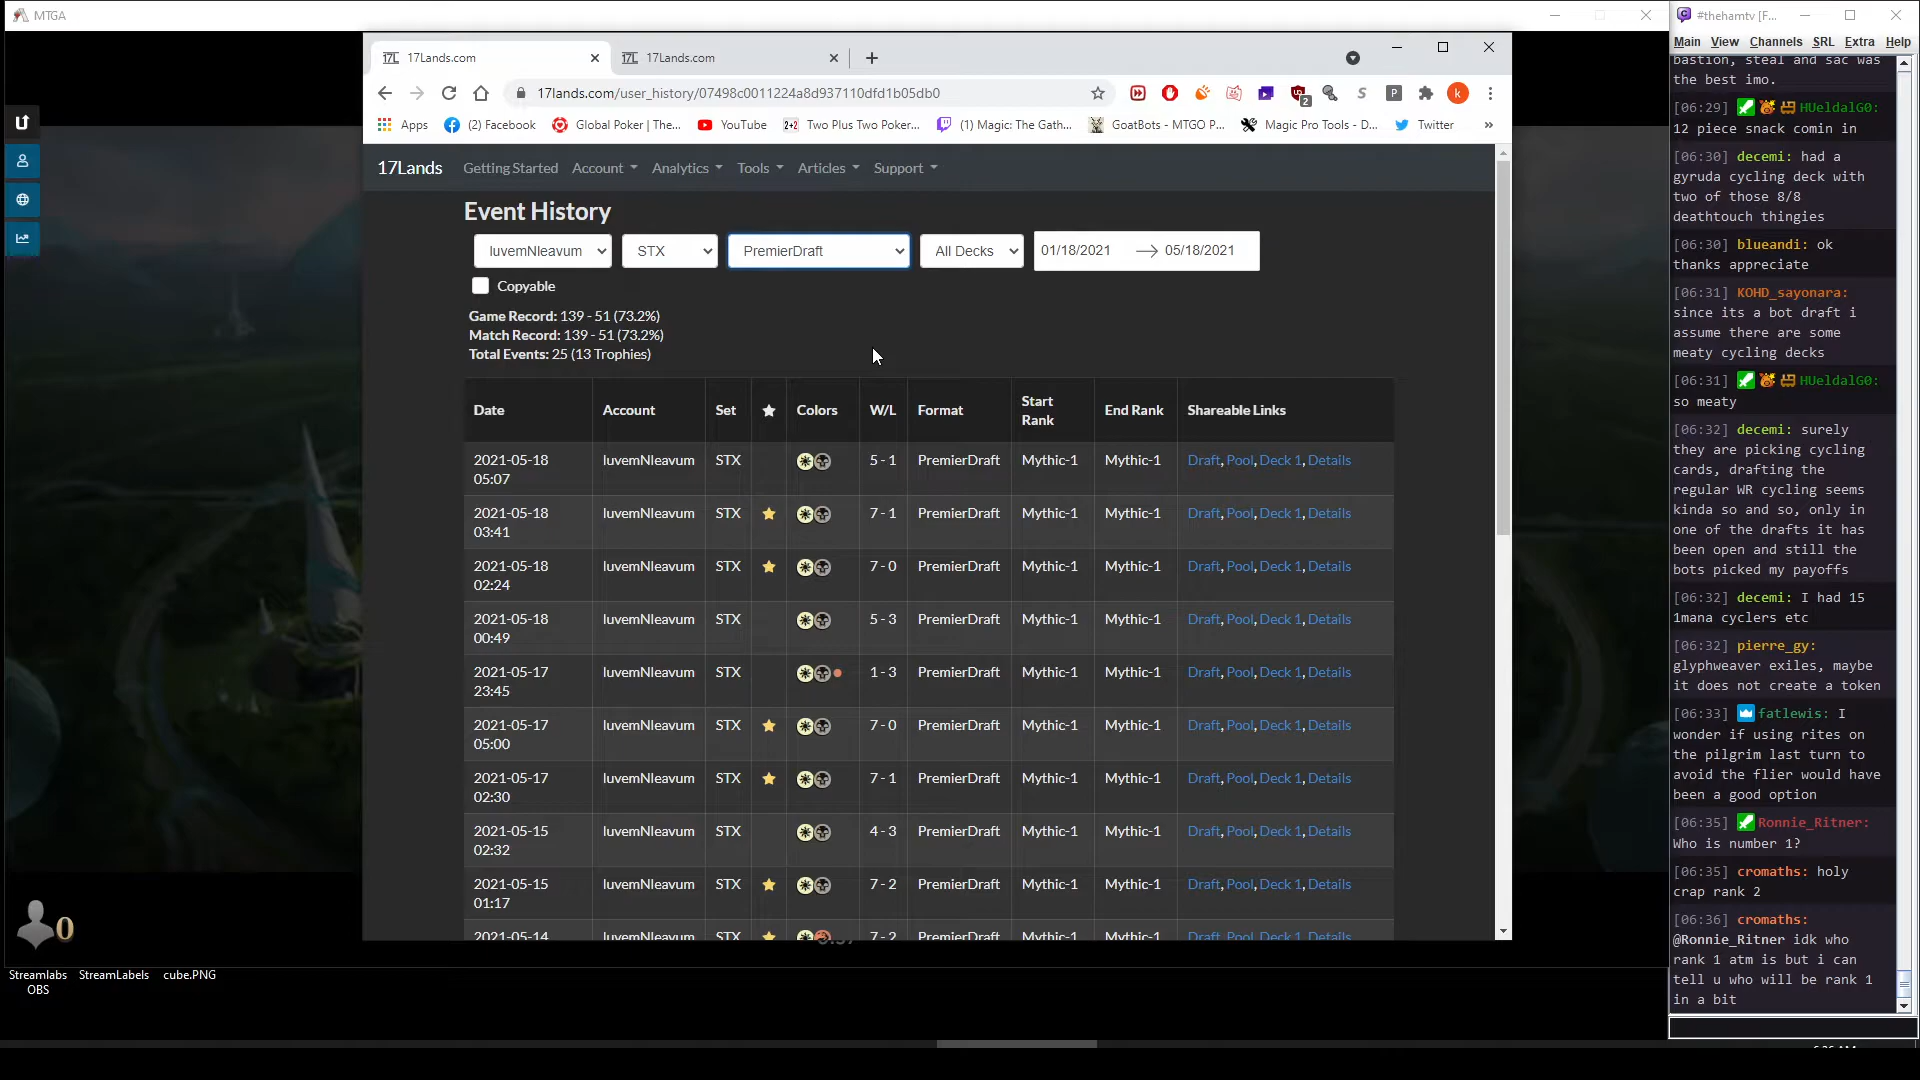 MTGA
17Lands.com
17Lands.com
17lands.com/user_history/07498c0011224a8d937110dfd1b05db0
Apps
(2) Facebook
Global Poker | The...
YouTube
Two Plus Two Poker...
(1) Magic: The Gath...
GoatBots - MTGO P...
Magic Pro Tools - D...
Twitter
»
17Lands
Getting Started
Account
Analytics
Tools
Articles
Support
Event History
luvemNleavum
STX
PremierDraft
All Decks
01/18/2021
05/18/2021
Copyable
Game Record: 139 - 51 (73.2%)
Match Record: 139 - 51 (73.2%)
Total Events: 25 (13 Trophies)
Date Account Set Colors W/L Format Start Rank End Rank Shareable Links
2021-05-18 05:07 luvemNleavum STX 5 - 1 PremierDraft Mythic-1 Mythic-1 Draft, Pool, Deck 1, Details
2021-05-18 03:41 luvemNleavum STX 7 - 1 PremierDraft Mythic-1 Mythic-1 Draft, Pool, Deck 1, Details
2021-05-18 02:24 luvemNleavum STX 7 - 0 PremierDraft Mythic-1 Mythic-1 Draft, Pool, Deck 1, Details
2021-05-18 00:49 luvemNleavum STX 5 - 3 PremierDraft Mythic-1 Mythic-1 Draft, Pool, Deck 1, Details
2021-05-17 23:45 luvemNleavum STX 1 - 3 PremierDraft Mythic-1 Mythic-1 Draft, Pool, Deck 1, Details
2021-05-17 05:00 luvemNleavum STX 7 - 0 PremierDraft Mythic-1 Mythic-1 Draft, Pool, Deck 1, Details
2021-05-17 02:30 luvemNleavum STX 7 - 1 PremierDraft Mythic-1 Mythic-1 Draft, Pool, Deck 1, Details
2021-05-15 02:32 luvemNleavum STX 4 - 3 PremierDraft Mythic-1 Mythic-1 Draft, Pool, Deck 1, Details
2021-05-15 01:17 luvemNleavum STX 7 - 2 PremierDraft Mythic-1 Mythic-1 Draft, Pool, Deck 1, Details
2021-05-14 luvemNleavum STX 7 - 2 PremierDraft Mythic-1 Mythic-1 Draft, Pool, Deck 1, Details
0
Streamlabs OBS
StreamLabels
cube.PNG
#thehamtv [F...
Main View Channels SRL Extra Help
bastion, steal and sac was
the best imo.
[06:29] HUeldalG0:
12 piece snack comin in
[06:30] decemi: had a
gyruda cycling deck with
two of those 8/8
deathtouch thingies
[06:30] blueandi: ok
thanks appreciate
[06:31] KOHD_sayonara:
since its a bot draft i
assume there are some
meaty cycling decks
[06:31] HUeldalG0:
so meaty
[06:32] decemi: surely
they are picking cycling
cards, drafting the
regular WR cycling seems
kinda so and so, only in
one of the drafts it has
been open and still the
bots picked my payoffs
[06:32] decemi: I had 15
1mana cyclers etc
[06:32] pierre_gy:
glyphweaver exiles, maybe
it does not create a token
[06:33] fatlewis: I
wonder if using rites on
the pilgrim last turn to
avoid the flier would have
been a good option
[06:35] Ronnie_Ritner:
Who is number 1?
[06:35] cromaths: holy
crap rank 2
[06:36] cromaths:
@Ronnie_Ritner idk who
rank 1 atm is but i can
tell u who will be rank 1
in a bit